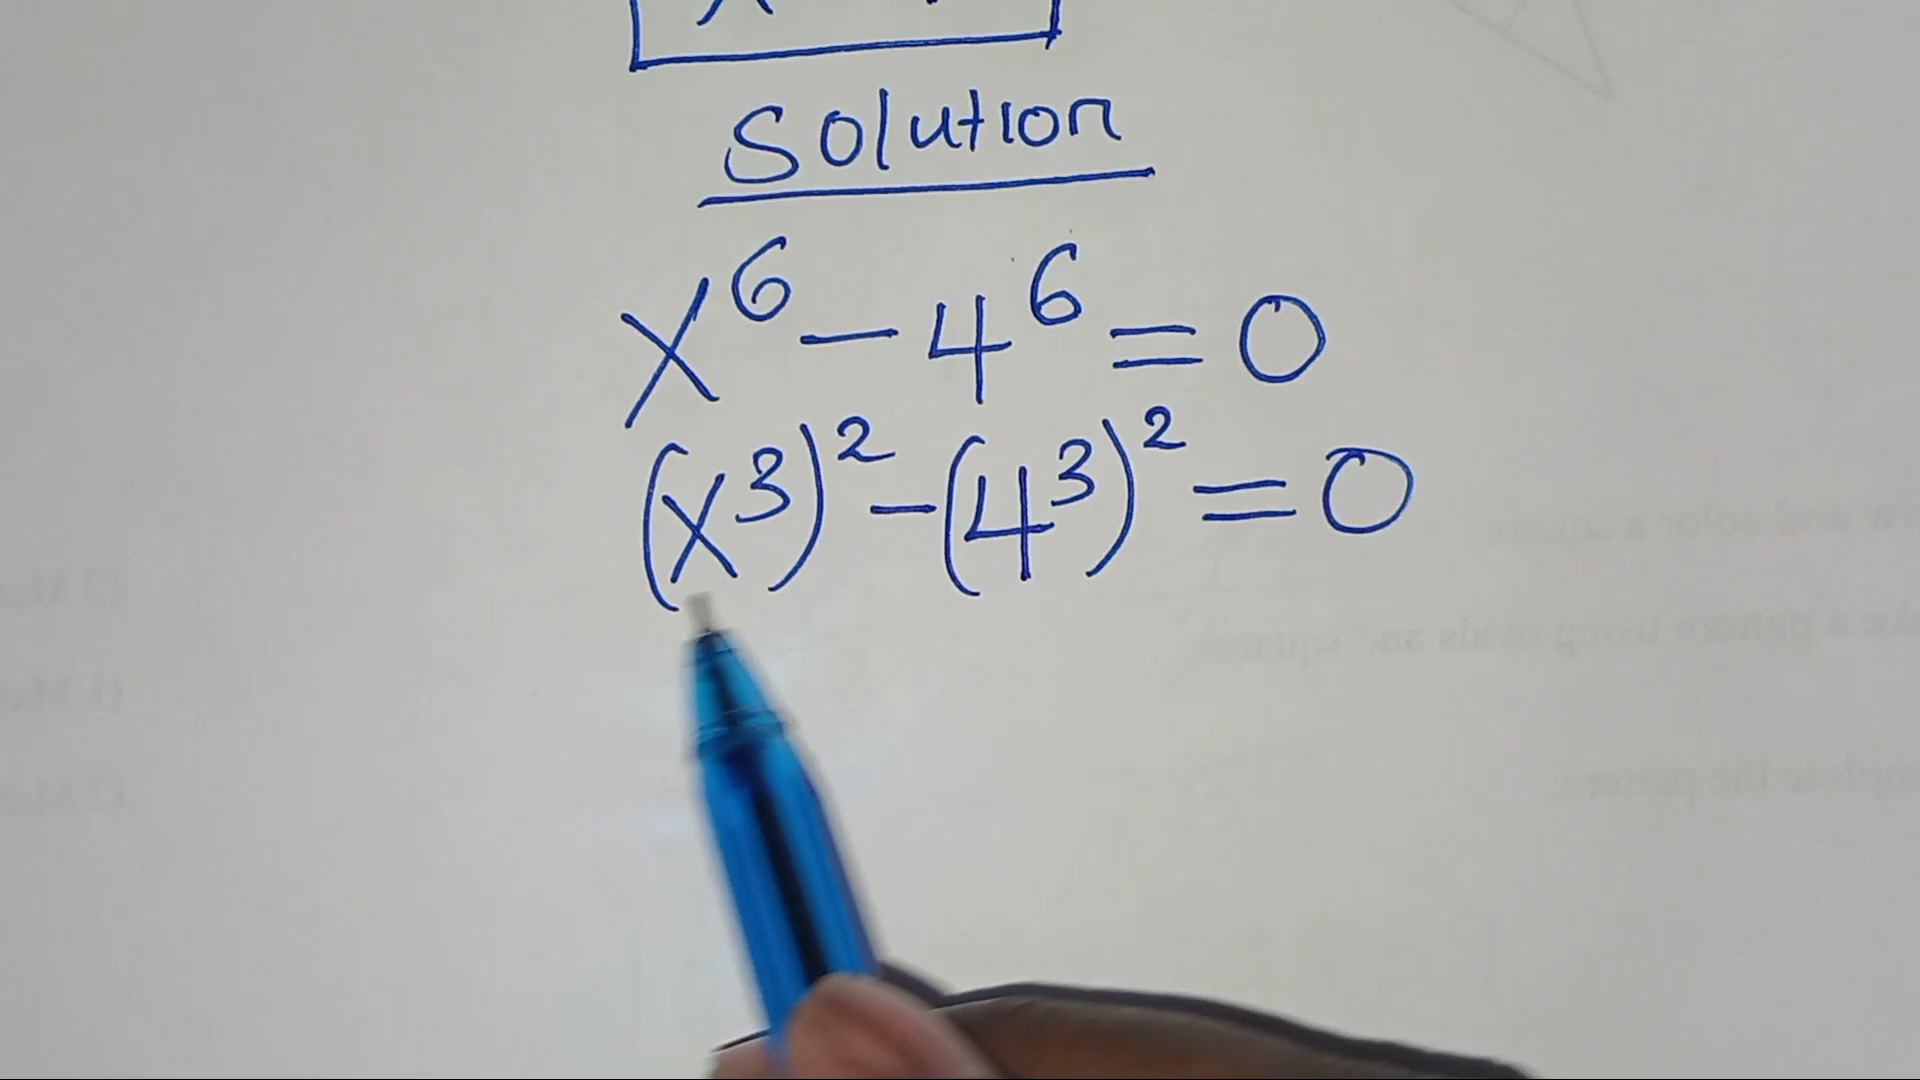 Solution
x⁶ - 4⁶ = 0
(x³)² - (4³)² = 0